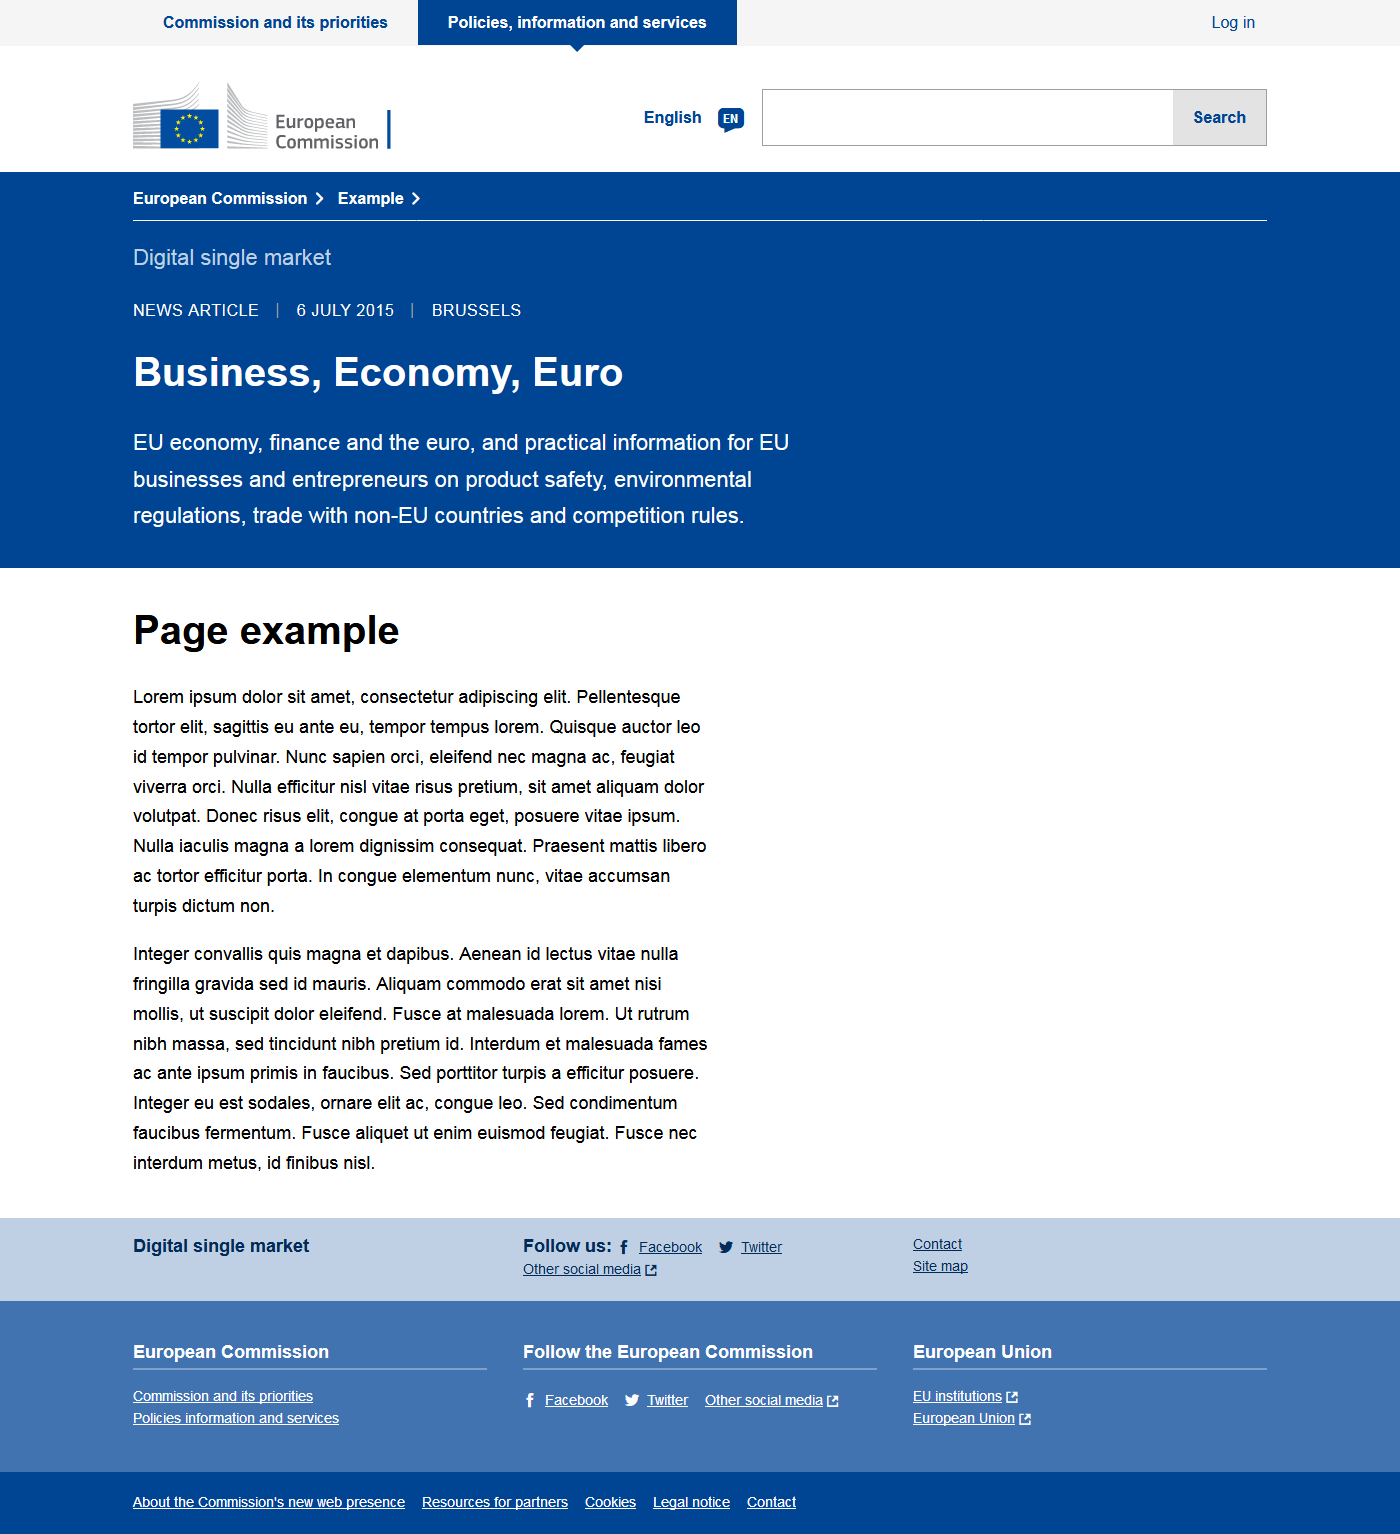 Commission and its priorities
Policies, information and services
Log in
European
Commission
English
EN
Search
European Commission
Example
Digital single market
NEWS ARTICLE | 6 JULY 2015 | BRUSSELS
Business, Economy, Euro
EU economy, finance and the euro, and practical information for EU
businesses and entrepreneurs on product safety, environmental
regulations, trade with non-EU countries and competition rules.
Page example
Lorem ipsum dolor sit amet, consectetur adipiscing elit. Pellentesque
tortor elit, sagittis eu ante eu, tempor tempus lorem. Quisque auctor leo
id tempor pulvinar. Nunc sapien orci, eleifend nec magna ac, feugiat
viverra orci. Nulla efficitur nisl vitae risus pretium, sit amet aliquam dolor
volutpat. Donec risus elit, congue at porta eget, posuere vitae ipsum.
Nulla iaculis magna a lorem dignissim consequat. Praesent mattis libero
ac tortor efficitur porta. In congue elementum nunc, vitae accumsan
turpis dictum non.
Integer convallis quis magna et dapibus. Aenean id lectus vitae nulla
fringilla gravida sed id mauris. Aliquam commodo erat sit amet nisi
mollis, ut suscipit dolor eleifend. Fusce at malesuada lorem. Ut rutrum
nibh massa, sed tincidunt nibh pretium id. Interdum et malesuada fames
ac ante ipsum primis in faucibus. Sed porttitor turpis a efficitur posuere.
Integer eu est sodales, ornare elit ac, congue leo. Sed condimentum
faucibus fermentum. Fusce aliquet ut enim euismod feugiat. Fusce nec
interdum metus, id finibus nisl.
Digital single market
Follow us: Facebook Twitter
Other social media
Contact
Site map
European Commission
Commission and its priorities
Policies information and services
Follow the European Commission
Facebook Twitter Other social media
European Union
EU institutions
European Union
About the Commission's new web presence Resources for partners Cookies Legal notice Contact